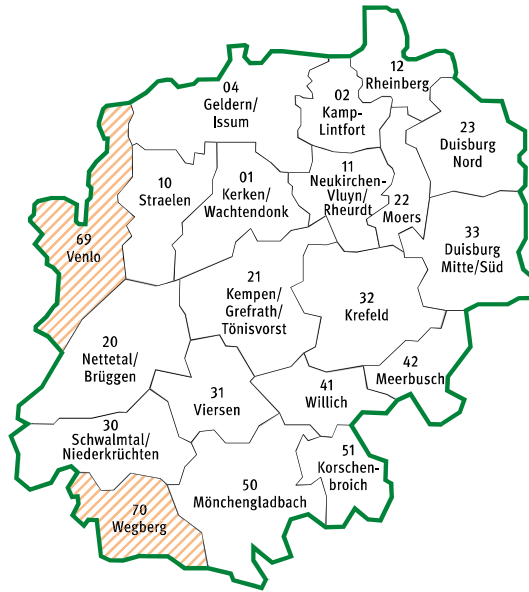 12
Rheinberg
04
Geldern/
Issum
02
Kamp-
Lintfort
23
Duisburg
Nord
10
Straelen
01
Kerken/
Wachtendonk
11
Neukirchen-
Vluyn/
Rheurdt
22
Moers
69
Venlo
33
Duisburg
Mitte/Süd
21
Kempen/
Grefrath/
Tönisvorst
32
Krefeld
20
Nettetal/
Brüggen
42
Meerbusch
31
Viersen
41
Willich
30
Schwalmtal/
Niederkrüchten
51
Korschen-
broich
50
Mönchengladbach
70
Wegberg